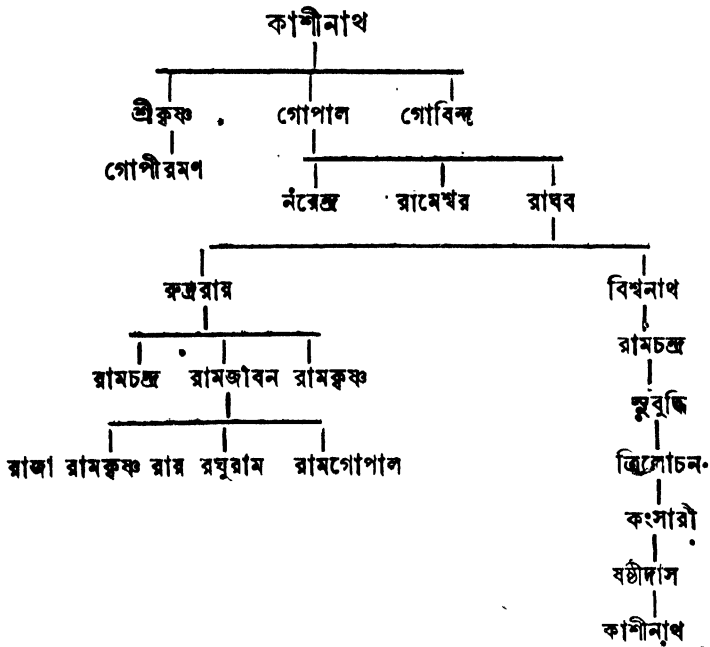 কাশীনাথ
শ্রীকৃষ্ণ গোপাল গোবিন্দ
গোপীরমণ
নরেন্দ্র রামেশ্বর রাঘব
রুদ্ররায় বিশ্বনাথ
রামচন্দ্র
রামচন্দ্র রামজীবন রামকৃষ্ণ
সুবুদ্ধি
রাজা রামকৃষ্ণ রায় রঘুরাম রামগোপাল ত্রিলোচন
কংসারী
ষষ্ঠীদাস
কাশীনাথ